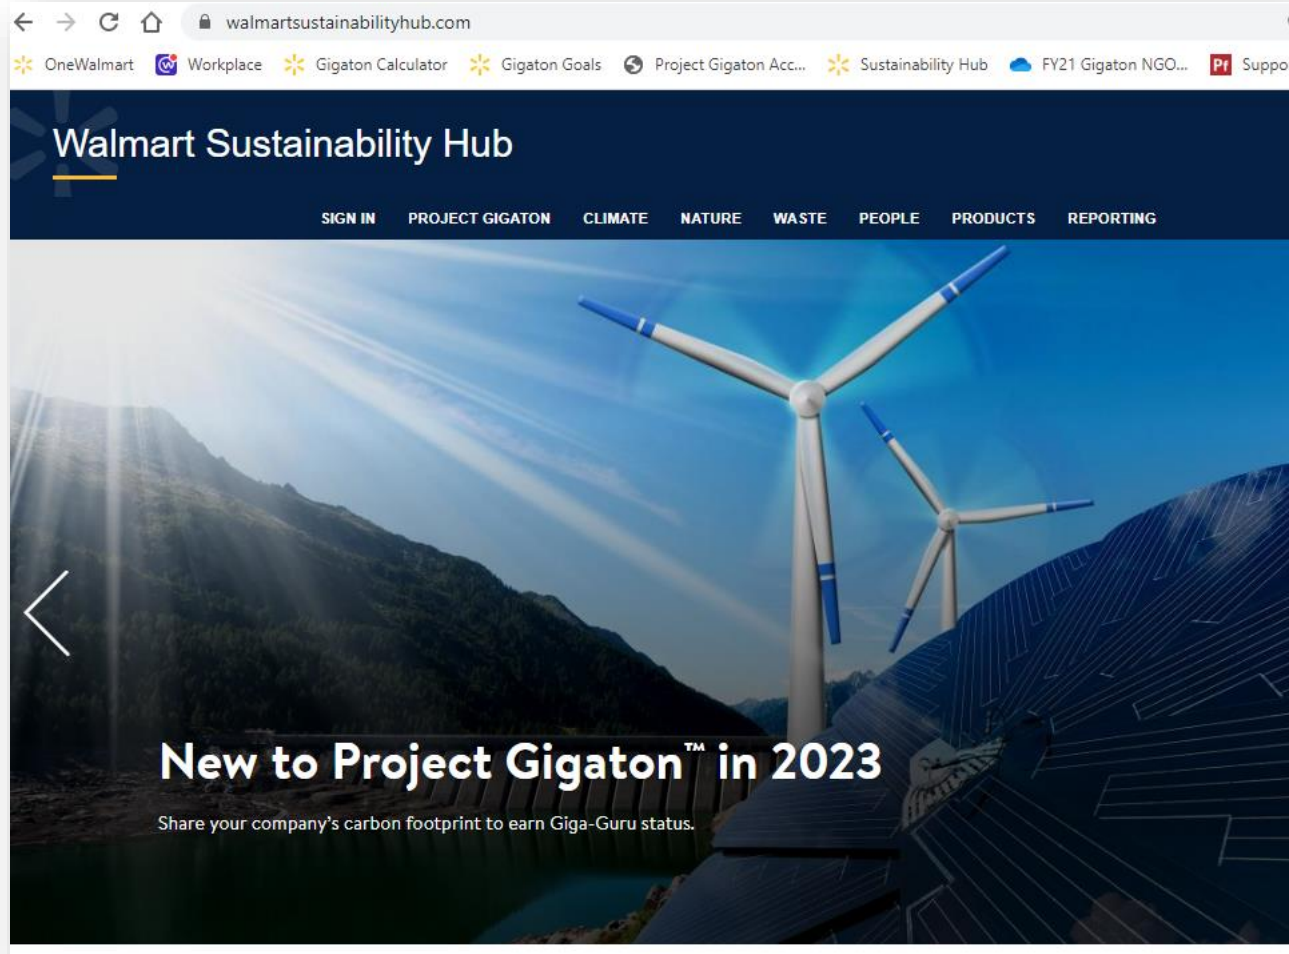 walmartsustainabilityhub.com
OneWalmart Workplace Gigaton Calculator Gigaton Goals Project Gigaton Acc... Sustainability Hub FY21 Gigaton NGO... Pf Suppo
Walmart Sustainability Hub
SIGN IN PROJECT GIGATON CLIMATE NATURE WASTE PEOPLE PRODUCTS REPORTING
New to Project Gigaton™ in 2023
Share your company's carbon footprint to earn Giga-Guru status.